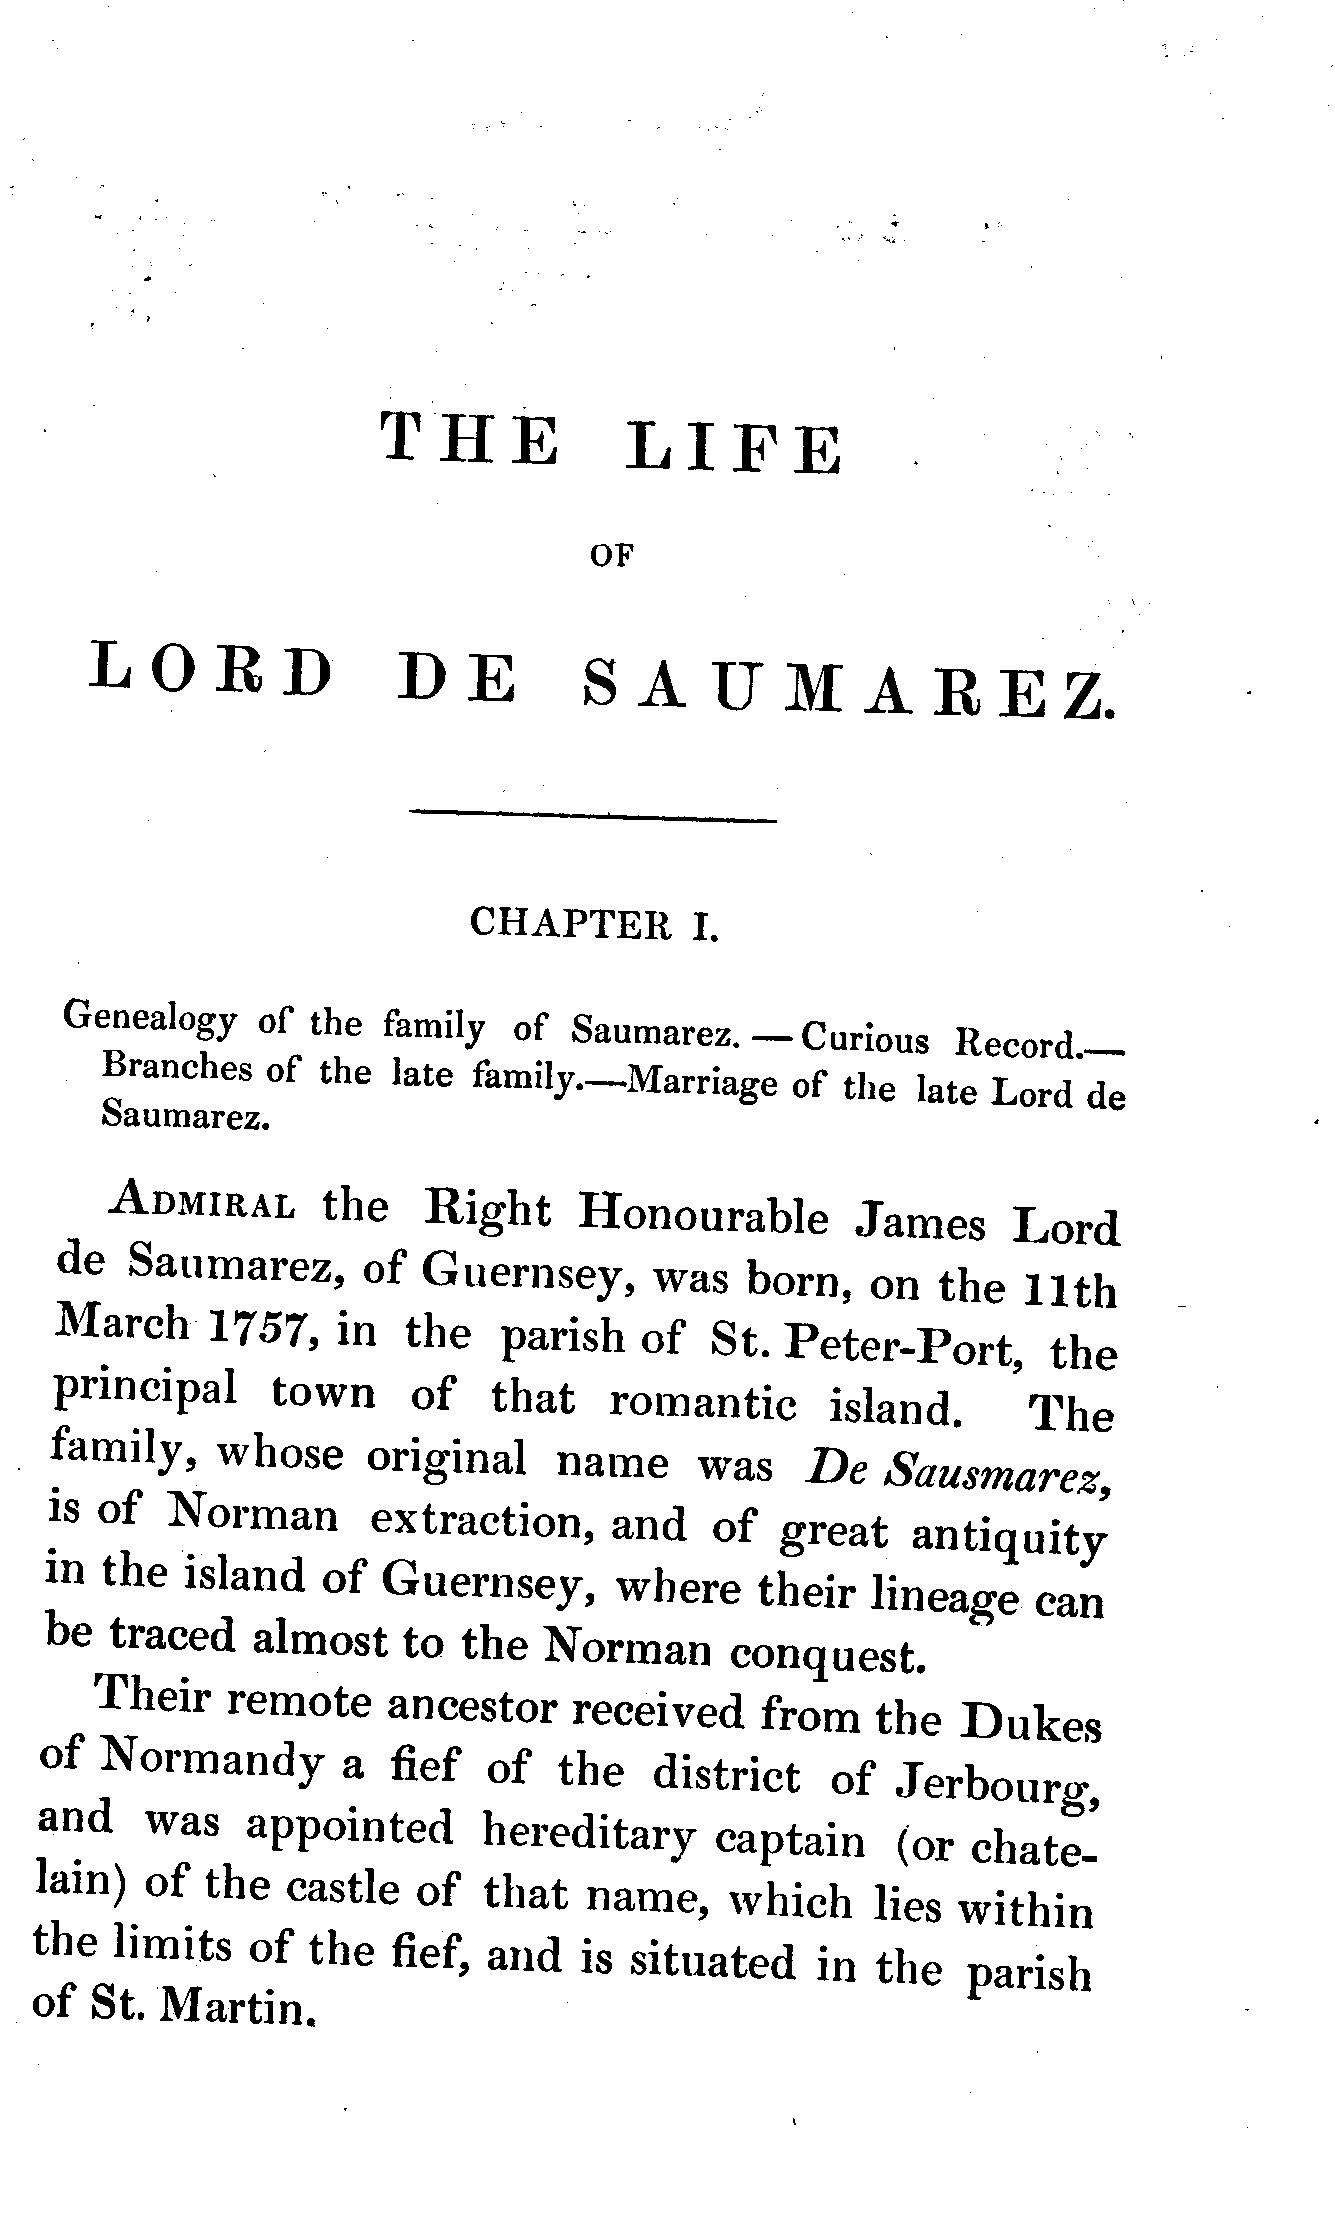 THE LIFE
OF
LORD DE SAUMAREZ.
CHAPTER I.
Genealogy of the family of Saumarez. — Curious Record.—
Branches of the late family.—Marriage of the late Lord de
Saumarez.
ADMIRAL the Right Honourable James Lord
de Saumarez, of Guernsey, was born, on the 11th
March 1757, in the parish of St. Peter-Port, the
principal town of that romantic island. The
family, whose original name was De Sausmarez,
is of Norman extraction, and of great antiquity
in the island of Guernsey, where their lineage can
be traced almost to the Norman conquest.
Their remote ancestor received from the Dukes
of Normandy a fief of the district of Jerbourg,
and was appointed hereditary captain (or chate-
lain) of the castle of that name, which lies within
the limits of the fief, and is situated in the parish
of St. Martin.